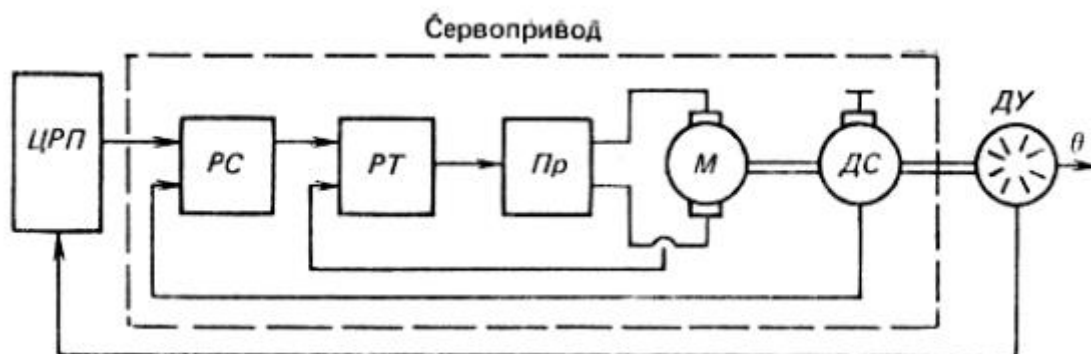 Сервопривод
ЦРП
РС
РТ
Пр
М
ДС
ДУ
θ